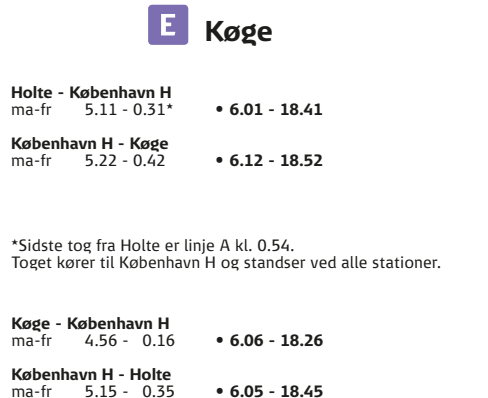 E Køge
Holte - København H
ma-fr 5.11 - 0.31* • 6.01 - 18.41
København H - Køge
ma-fr 5.22 - 0.42 • 6.12 - 18.52
*Sidste tog fra Holte er linje A kl. 0.54.
Toget kører til København H og standser ved alle stationer.
Køge - København H
ma-fr 4.56 - 0.16 • 6.06 - 18.26
København H - Holte
ma-fr 5.15 - 0.35 • 6.05 - 18.45